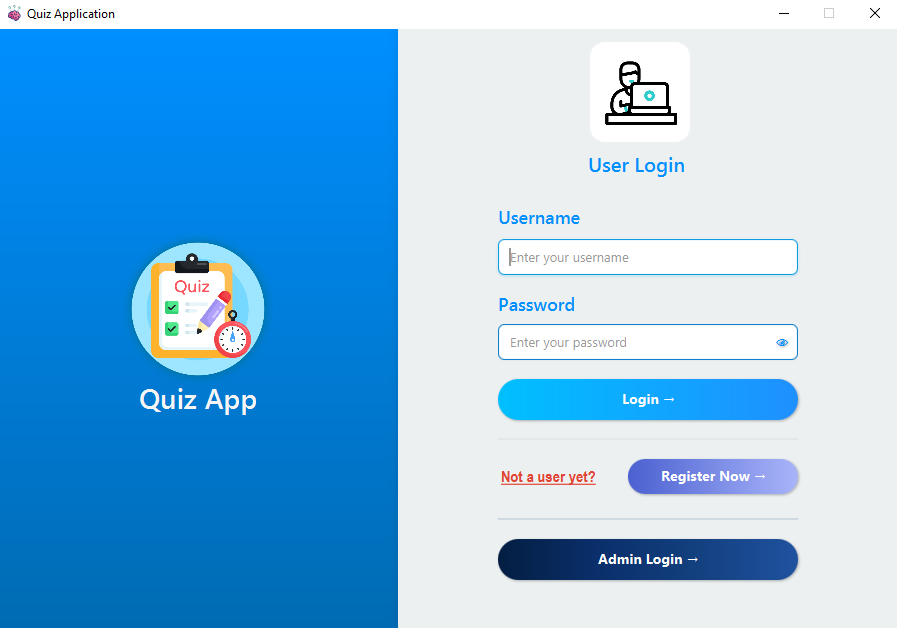 Quiz Application
Quiz
Quiz App
User Login
Username
Enter your username
Password
Enter your password
Login →
Not a user yet?
Register Now →
Admin Login →